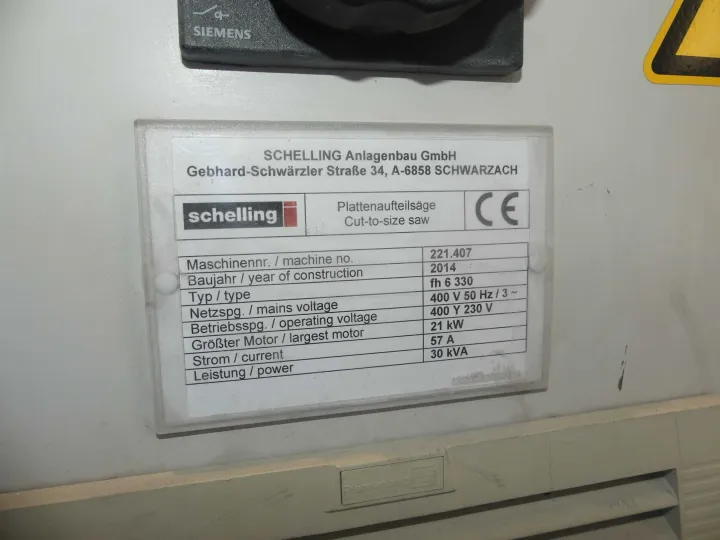 SIEMENS
SCHELLING Anlagenbau GmbH
Gebhard-Schwärzler Straße 34, A-6858 SCHWARZACH
schelling
Plattenaufteilsäge
Cut-to-size saw
CE
Maschinennr. / machine no. 221.407
Baujahr / year of construction 2014
Typ / type fh 6 330
Netzspg. / mains voltage 400 V 50 Hz / 3 ~
Betriebsspg. / operating voltage 400 Y 230 V
Größter Motor / largest motor 21 kW
Strom / current 57 A
Leistung / power 30 kVA